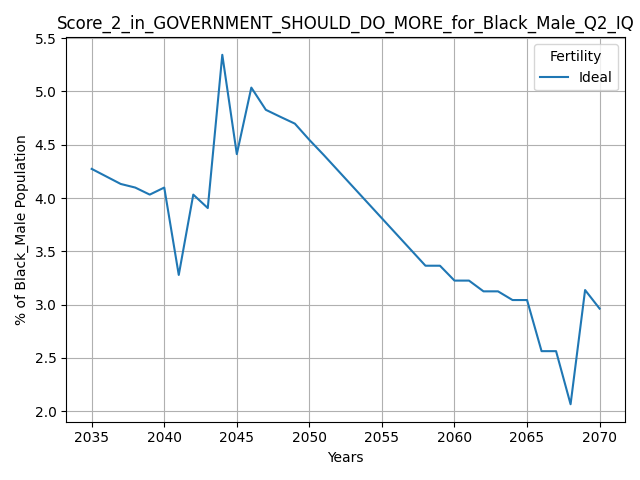 Score_2_in_GOVERNMENT_SHOULD_DO_MORE_for_Black_Male_Q2_IQ
Fertility
Ideal
% of Black_Male Population
5.5
5.0
4.5
4.0
3.5
3.0
2.5
2.0
2035 2040 2045 2050 2055 2060 2065 2070
Years